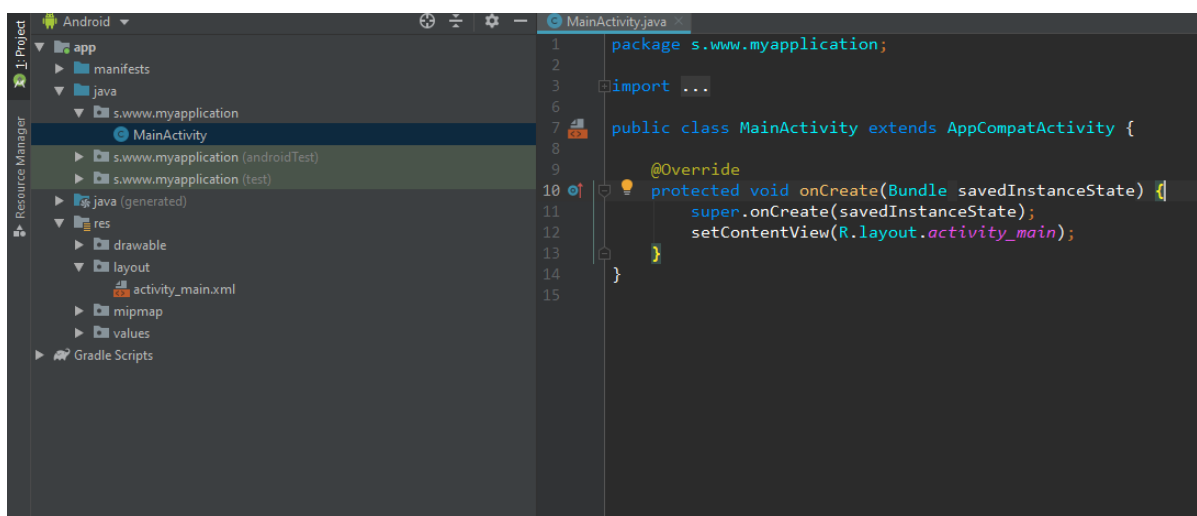 1: Project
Resource Manager
Android
app
manifests
java
s.www.myapplication
MainActivity
s.www.myapplication (androidTest)
s.www.myapplication (test)
java (generated)
res
drawable
layout
activity_main.xml
mipmap
values
Gradle Scripts
MainActivity.java
1 package s.www.myapplication;
2
3 import ...
6
7 public class MainActivity extends AppCompatActivity {
8
9 @Override
10 protected void onCreate(Bundle savedInstanceState) {
11 super.onCreate(savedInstanceState);
12 setContentView(R.layout.activity_main);
13 }
14 }
15